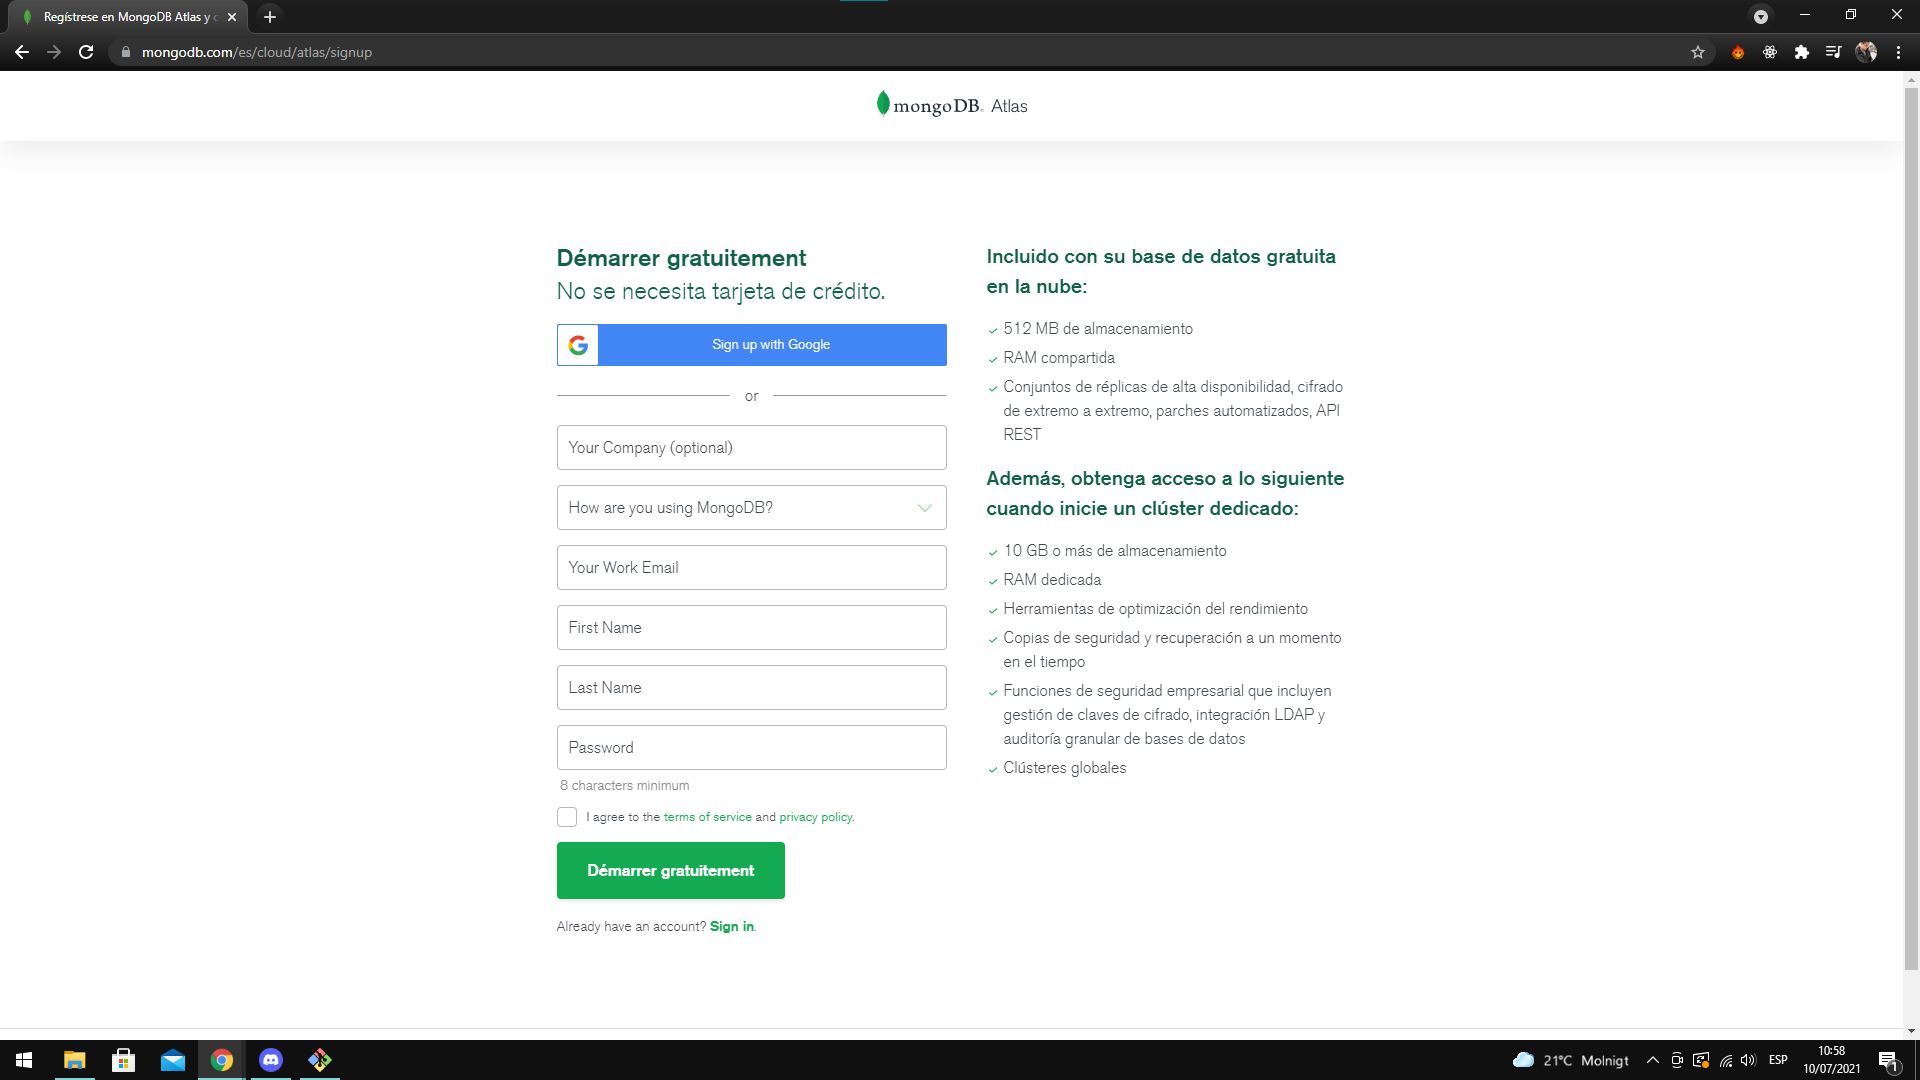 Regístrese en MongoDB Atlas y c
mongodb.com/es/cloud/atlas/signup
mongoDB. Atlas
Démarrer gratuitement
No se necesita tarjeta de crédito.
Sign up with Google
or
Your Company (optional)
How are you using MongoDB?
Your Work Email
First Name
Last Name
Password
8 characters minimum
I agree to the terms of service and privacy policy.
Démarrer gratuitement
Already have an account? Sign in.
Incluido con su base de datos gratuita
en la nube:
512 MB de almacenamiento
RAM compartida
Conjuntos de réplicas de alta disponibilidad, cifrado
de extremo a extremo, parches automatizados, API
REST
Además, obtenga acceso a lo siguiente
cuando inicie un clúster dedicado:
10 GB o más de almacenamiento
RAM dedicada
Herramientas de optimización del rendimiento
Copias de seguridad y recuperación a un momento
en el tiempo
Funciones de seguridad empresarial que incluyen
gestión de claves de cifrado, integración LDAP y
auditoría granular de bases de datos
Clústeres globales
21°C Molnigt
ESP
10:58
10/07/2021
1